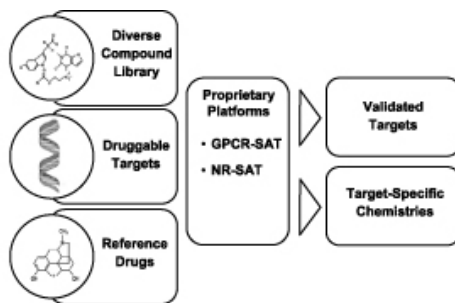 Diverse
Compound
Library
Druggable
Targets
Reference
Drugs
Proprietary
Platforms
• GPCR-SAT
• NR-SAT
Validated
Targets
Target-Specific
Chemistries